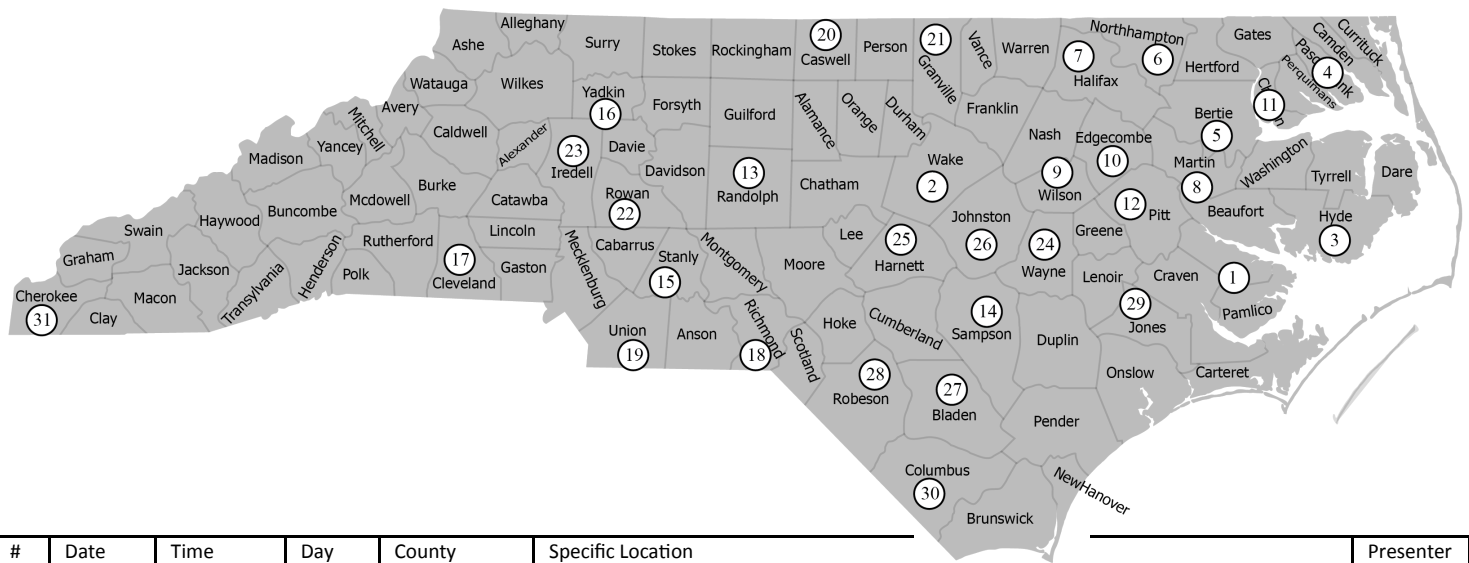 Alleghany
Ashe
Surry
Stokes
Rockingham
20
Caswell
Person
21
Granville
Vance
Warren
Northhampton
7
Halifax
6
Gates
Hertford
Currituck
Camden
4
Perquimans
Watauga
Wilkes
Yadkin
16
Forsyth
Guilford
Alamance
Orange
Durham
Franklin
Nash
Edgecombe
10
Bertie
5
11
Avery
Mitchell
Yancey
Madison
Caldwell
Alexander
23
Iredell
Davie
Davidson
13
Randolph
Chatham
Wake
2
9
Wilson
Martin
8
Washington
Tyrrell
Dare
Mcdowell
Burke
Catawba
Rowan
22
12
Pitt
Beaufort
Hyde
3
Swain
Haywood
Buncombe
Rutherford
Lincoln
Cabarrus
Stanly
15
Montgomery
Moore
Lee
25
Harnett
Johnston
26
24
Wayne
Greene
Graham
Jackson
Transylvania
Henderson
Polk
17
Cleveland
Gaston
Mecklenburg
Lenoir
Craven
1
Pamlico
Cherokee
31
Clay
Macon
Union
19
Anson
Richmond
18
Scotland
Hoke
Cumberland
14
Sampson
Duplin
29
Jones
28
Robeson
27
Bladen
Onslow
Carteret
Pender
Columbus
30
Brunswick
NewHanover
# Date Time Day County Specific Location Presenter